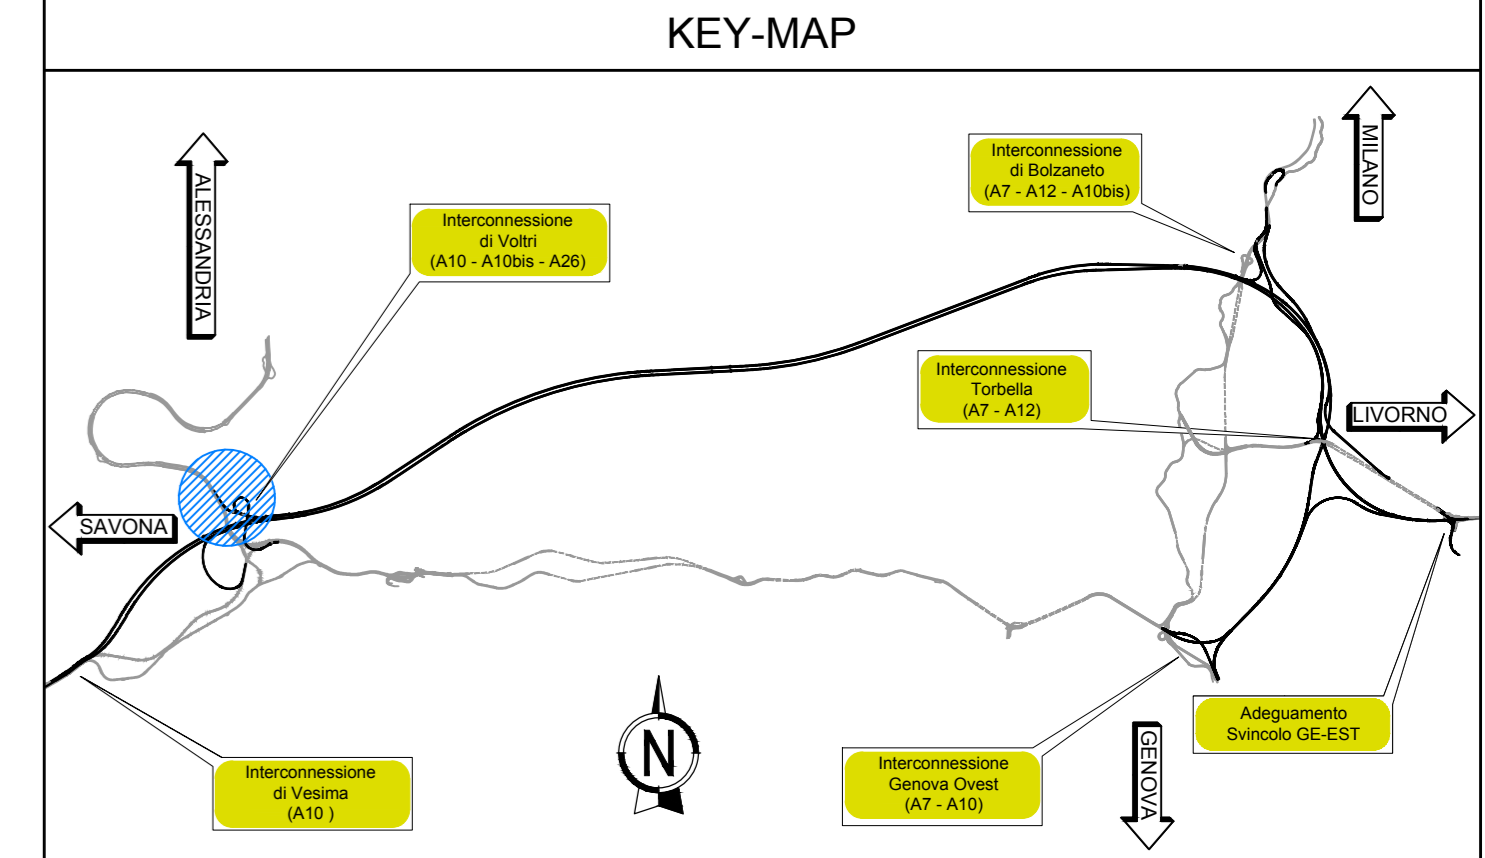 KEY-MAP
ALESSANDRIA
MILANO
Interconnessione
di Bolzaneto
(A7 - A12 - A10bis)
Interconnessione
di Voltri
(A10 - A10bis - A26)
Interconnessione
Torbella
(A7 - A12)
LIVORNO
SAVONA
Interconnessione
di Vesima
(A10 )
N
Interconnessione
Genova Ovest
(A7 - A10)
GENOVA
Adeguamento
Svincolo GE-EST